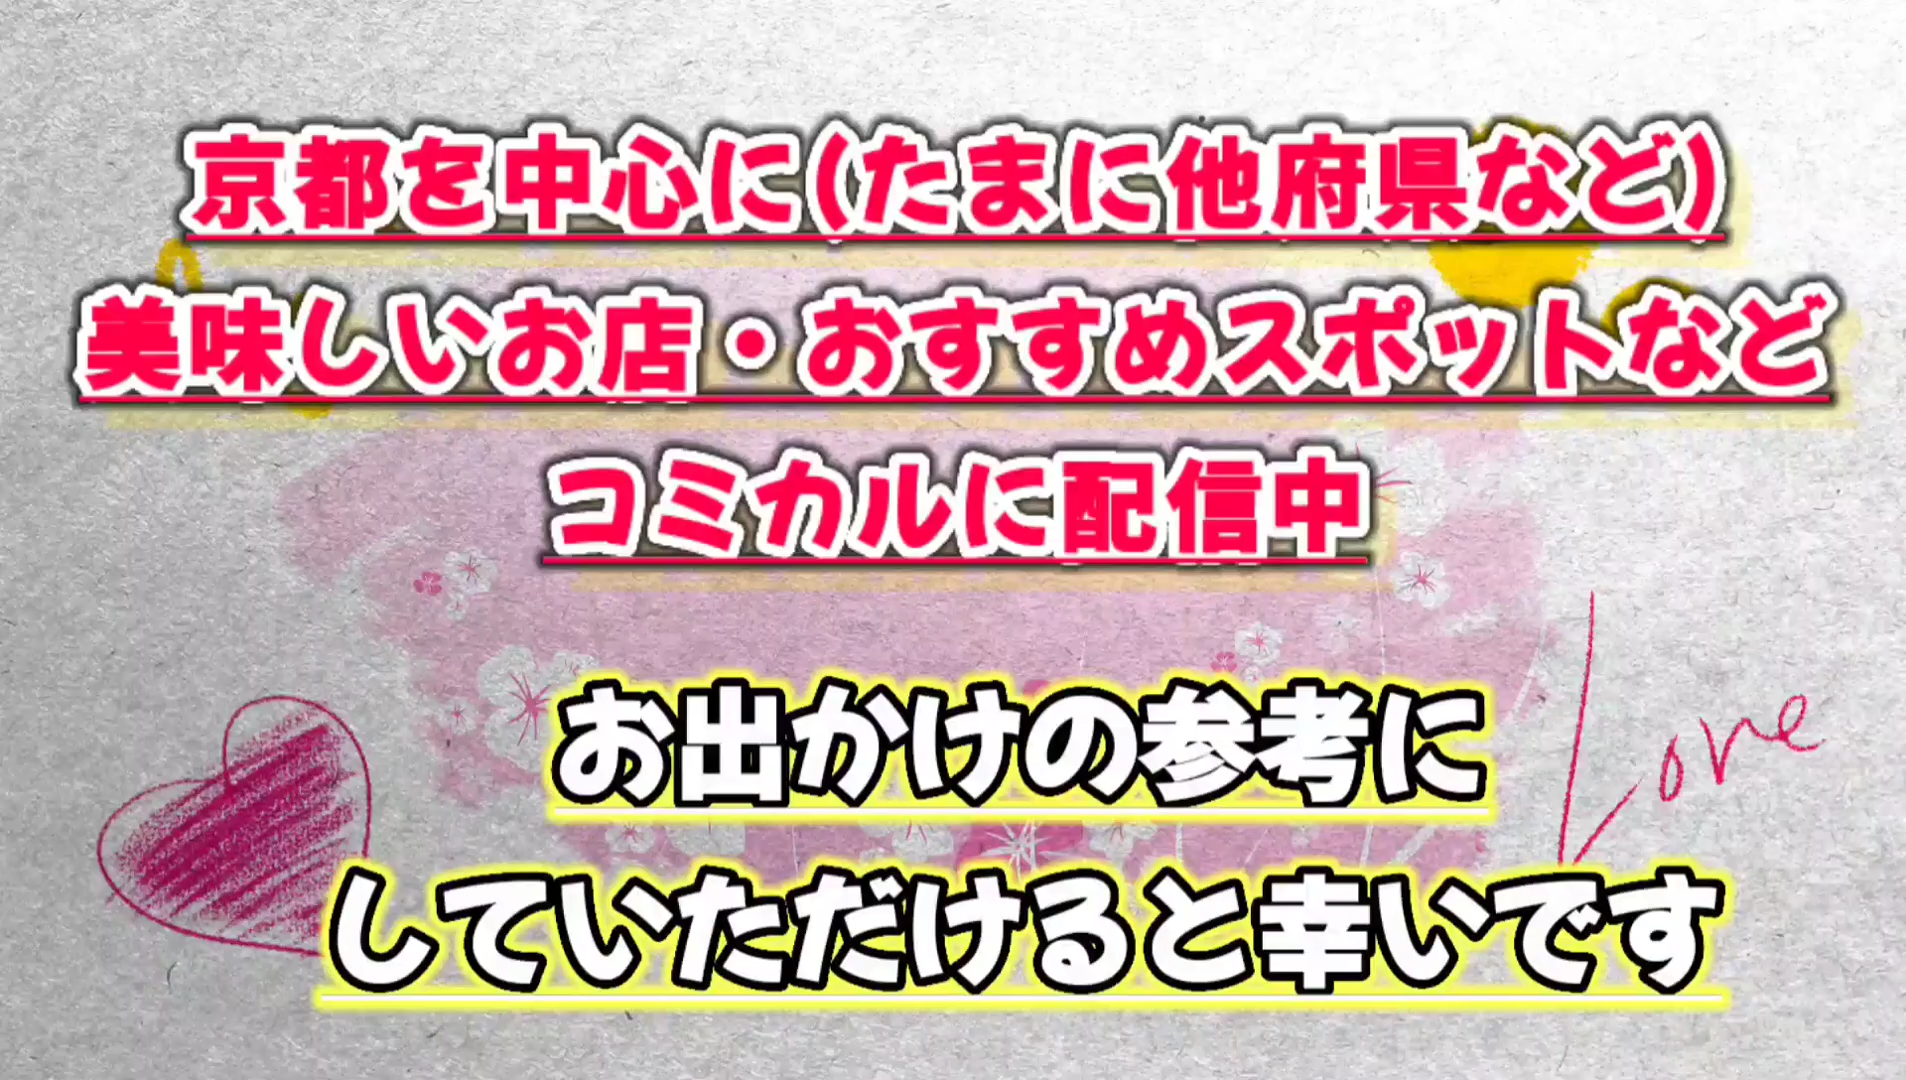 京都を中心に(たまに他府県など)
美味しいお店・おすすめスポットなど
コミカルに配信中
お出かけの参考に
Love
していただけると幸いです